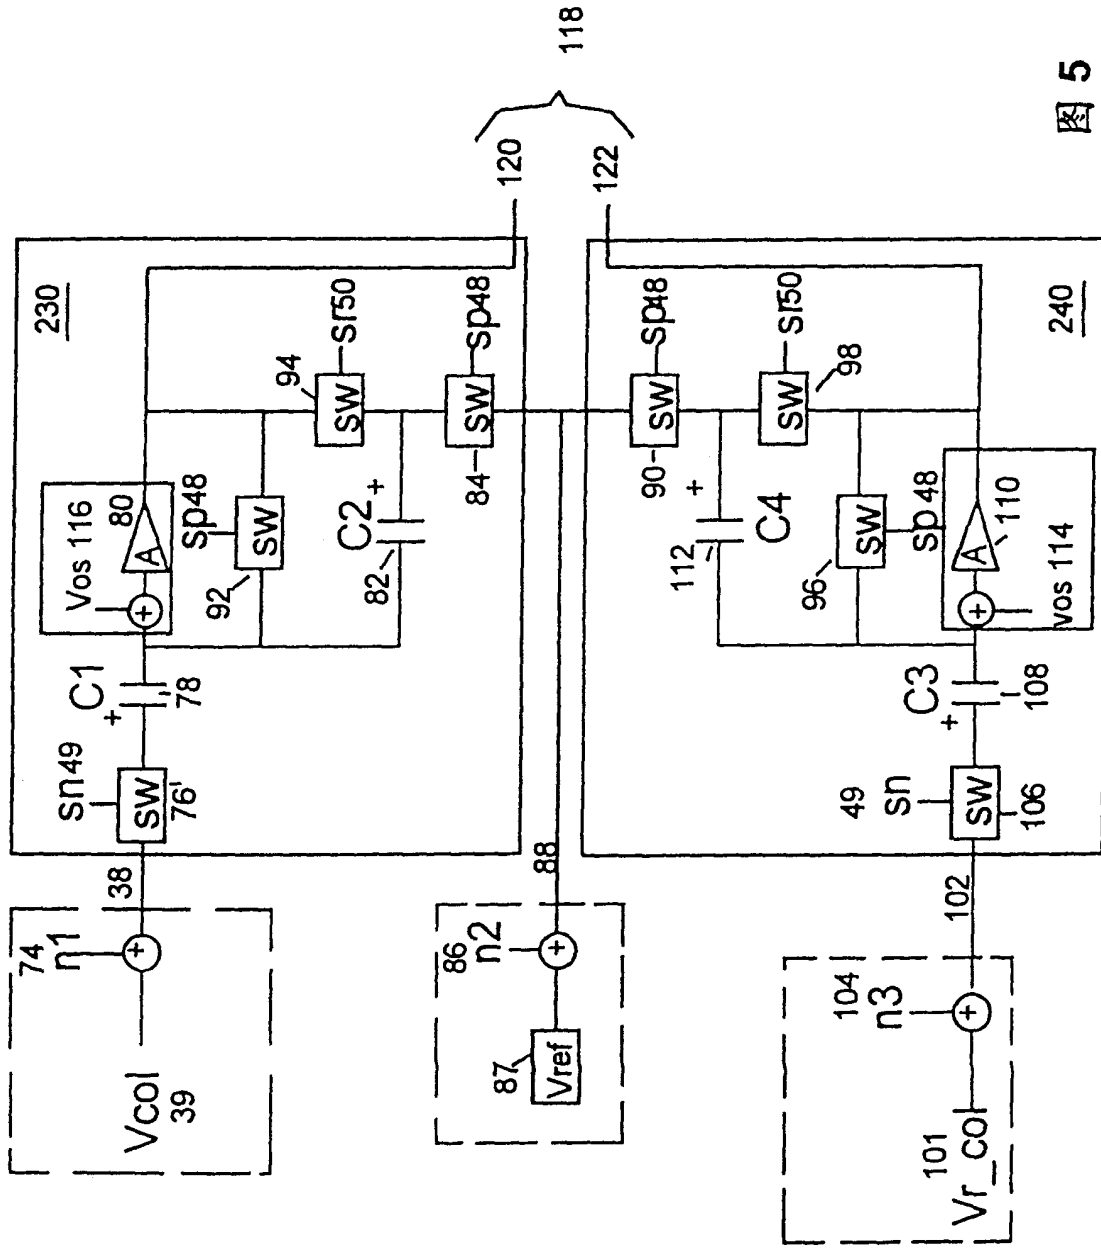 118
图 5
120
122
230
Vos 116
80
A
+
sp48
SW
92
94
SW
sr50
C2
+
82
SW
sp48
84
C1
+
78
sn49
SW
76'
38
74
n1
+
Vcol
39
88
86
n2
+
87
Vref
240
SW
sp48
90
SW
sr50
98
+
C4
112
SW
96
sp 48
A
110
+
vos 114
C3
+
108
49
sn
SW
106
102
104
n3
+
101
Vr_col